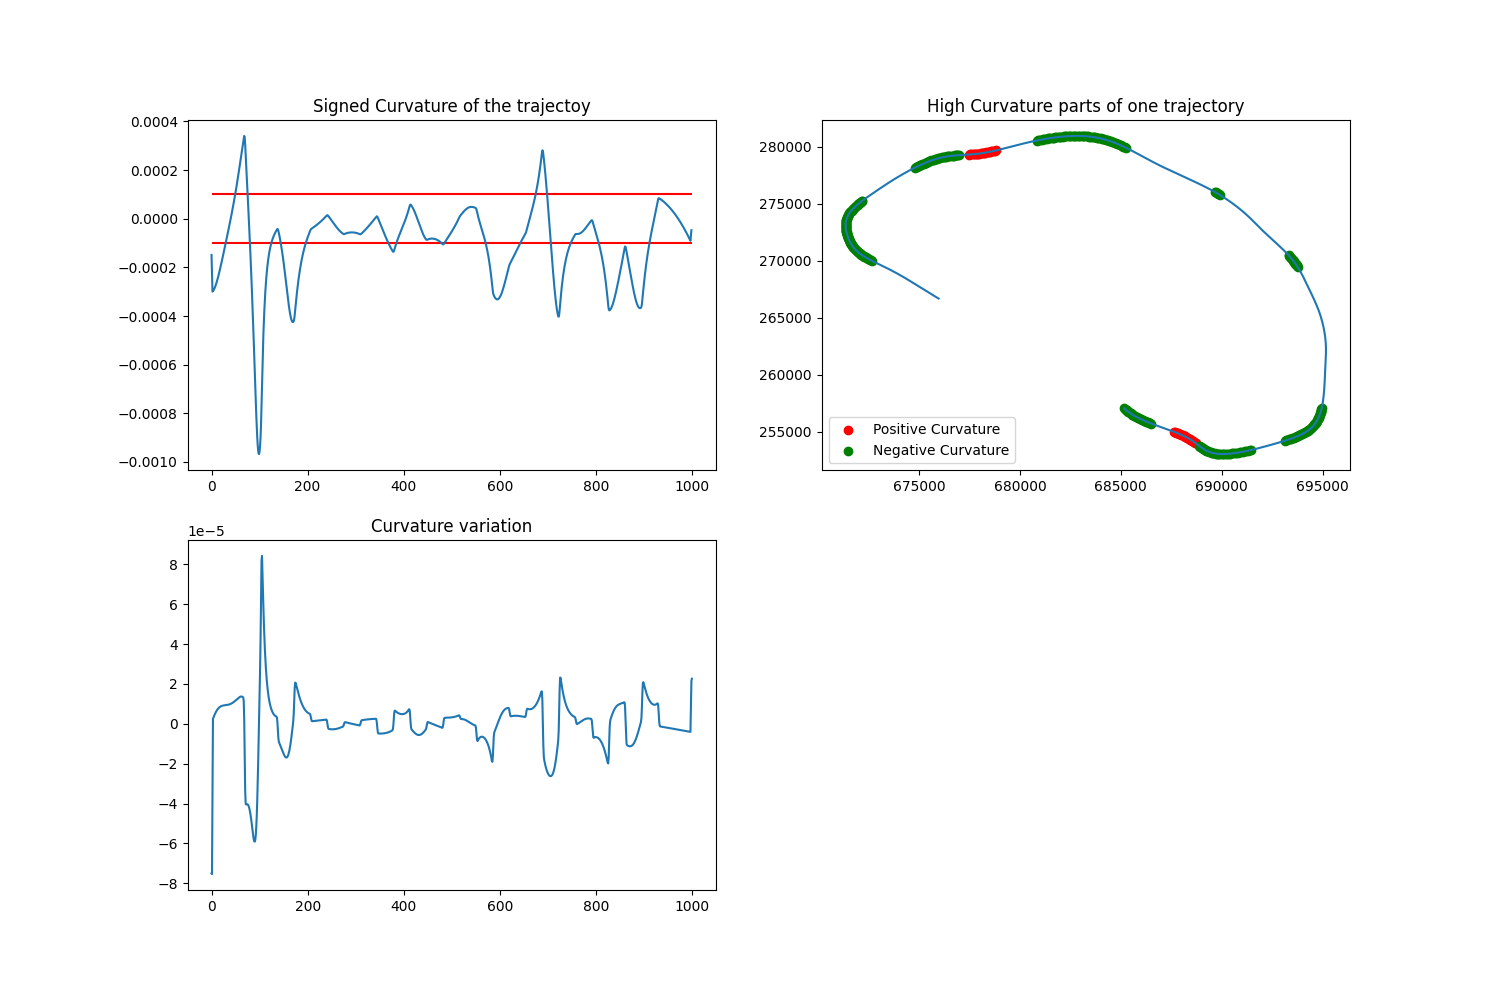 Signed Curvature of the trajectoy
0.0004
0.0002
0.0000
−0.0002
−0.0004
−0.0006
−0.0008
−0.0010
0 200 400 600 800 1000
High Curvature parts of one trajectory
280000
275000
270000
265000
260000
255000
Positive Curvature
Negative Curvature
675000 680000 685000 690000 695000
Curvature variation
1e−5
8
6
4
2
0
−2
−4
−6
−8
0 200 400 600 800 1000